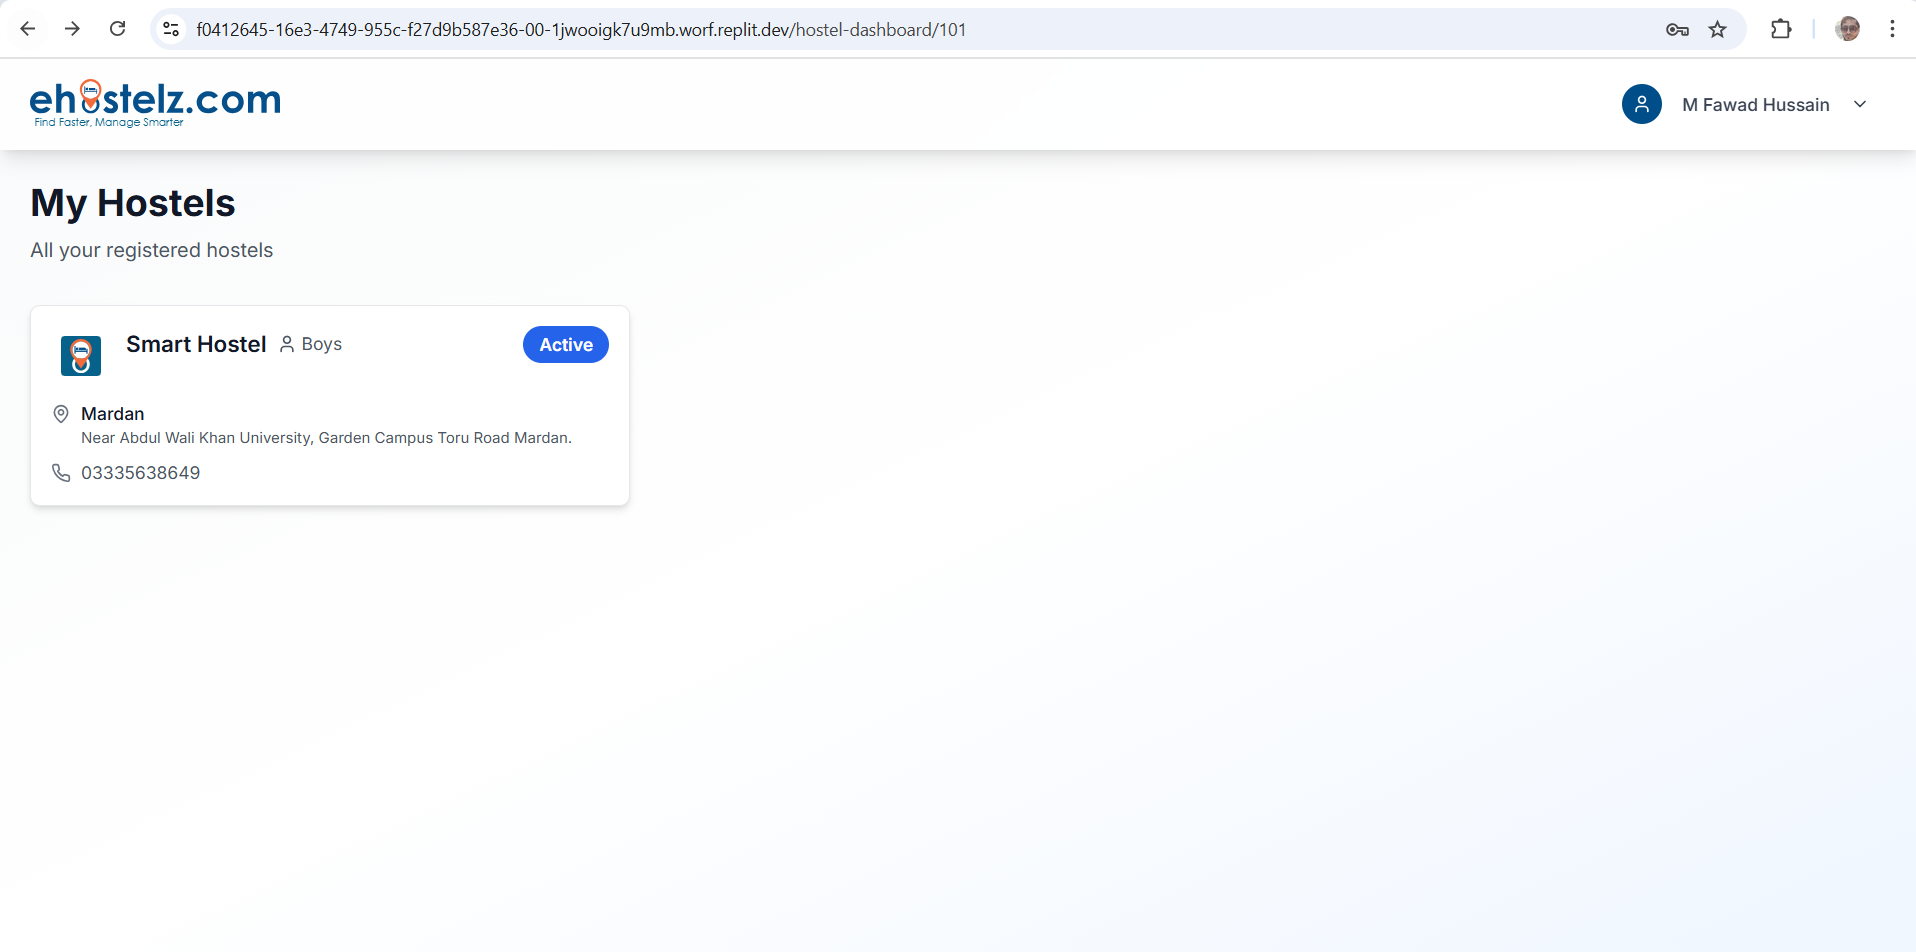 f0412645-16e3-4749-955c-f27d9b587e36-00-1jwooigk7u9mb.worf.replit.dev/hostel-dashboard/101
ehostelz.com
Find Faster, Manage Smarter
M Fawad Hussain
My Hostels
All your registered hostels
Smart Hostel Boys Active
Mardan
Near Abdul Wali Khan University, Garden Campus Toru Road Mardan.
03335638649